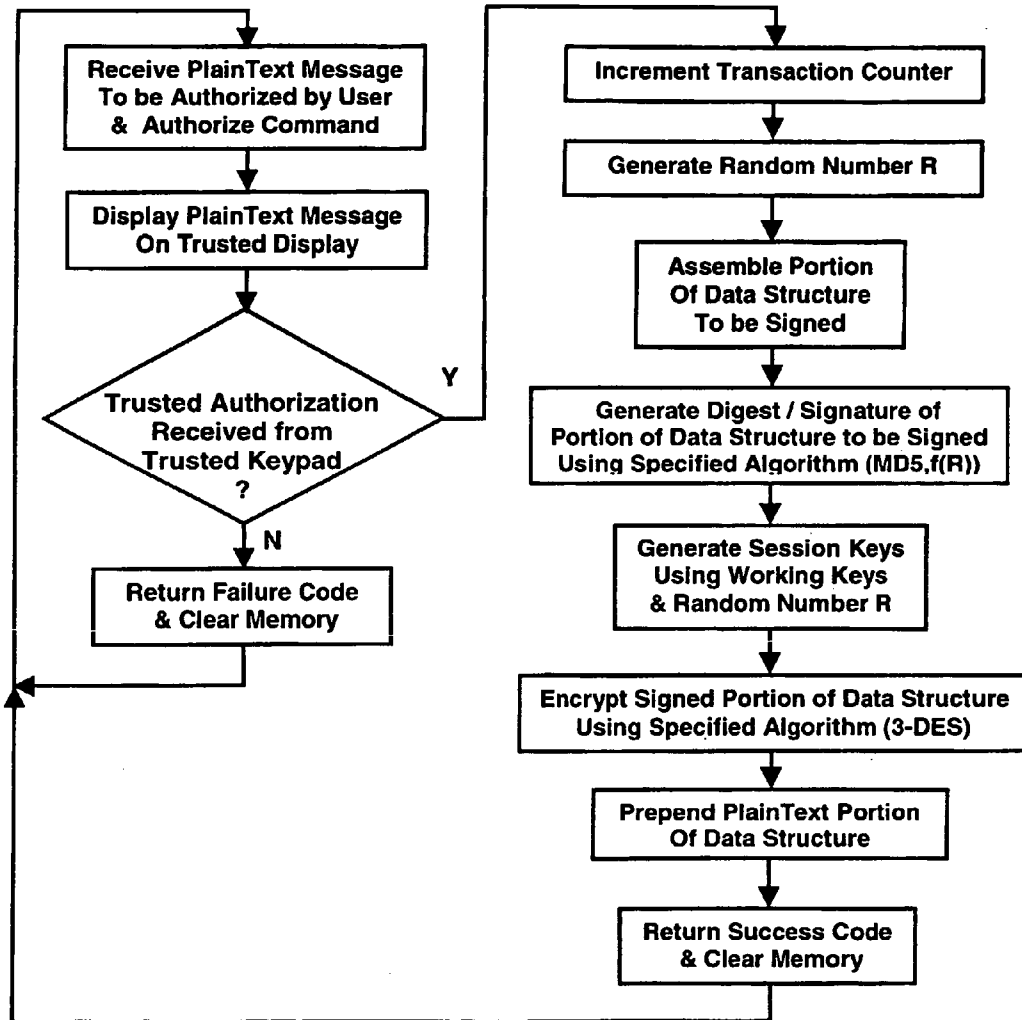 Receive PlainText Message
To be Authorized by User
& Authorize Command
Display PlainText Message
On Trusted Display
Trusted Authorization
Received from
Trusted Keypad
?
Y
N
Return Failure Code
& Clear Memory
Increment Transaction Counter
Generate Random Number R
Assemble Portion
Of Data Structure
To be Signed
Generate Digest / Signature of
Portion of Data Structure to be Signed
Using Specified Algorithm (MD5,f(R))
Generate Session Keys
Using Working Keys
& Random Number R
Encrypt Signed Portion of Data Structure
Using Specified Algorithm (3-DES)
Prepend PlainText Portion
Of Data Structure
Return Success Code
& Clear Memory